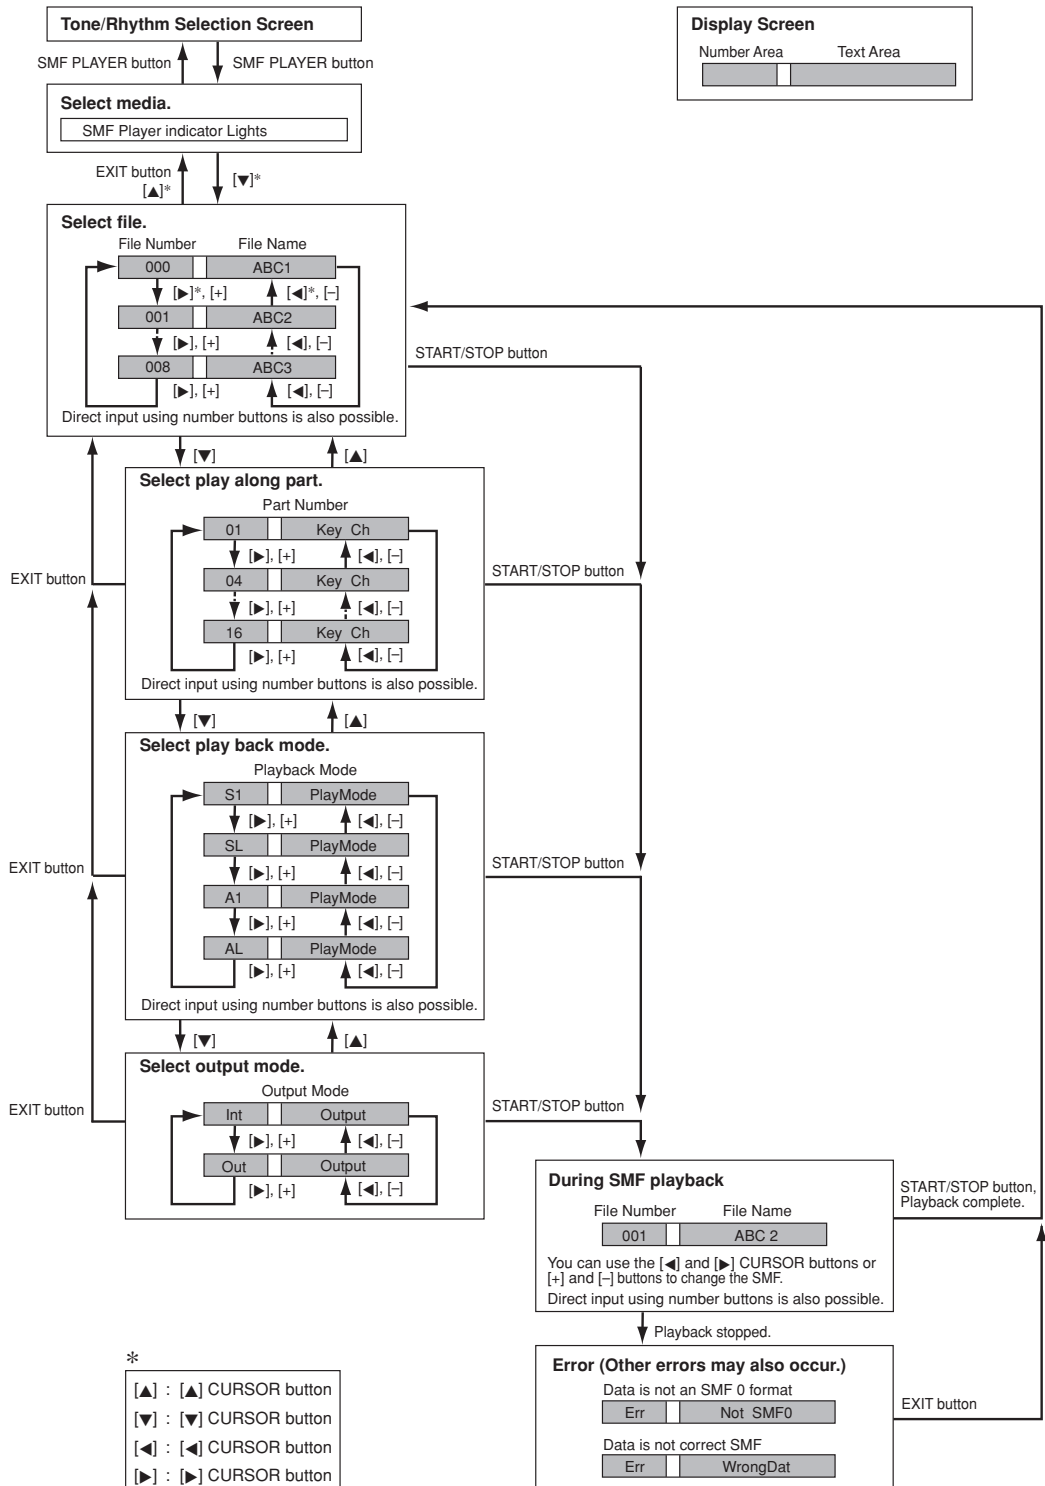 Tone/Rhythm Selection Screen
SMF PLAYER button
SMF PLAYER button
Display Screen
Number Area
Text Area
Select media.
SMF Player indicator Lights
EXIT button
[▲]*
[▼]*
Select file.
File Number
File Name
000
ABC1
[▶]*, [+]
[◀]*, [–]
001
ABC2
[▶], [+]
[◀], [–]
008
ABC3
[▶], [+]
[◀], [–]
Direct input using number buttons is also possible.
START/STOP button
[▼]
[▲]
Select play along part.
Part Number
01
Key Ch
[▶], [+]
[◀], [–]
04
Key Ch
[▶], [+]
[◀], [–]
16
Key Ch
[▶], [+]
[◀], [–]
Direct input using number buttons is also possible.
EXIT button
START/STOP button
[▼]
[▲]
Select play back mode.
Playback Mode
S1
PlayMode
[▶], [+]
[◀], [–]
SL
PlayMode
[▶], [+]
[◀], [–]
A1
PlayMode
[▶], [+]
[◀], [–]
AL
PlayMode
[▶], [+]
[◀], [–]
Direct input using number buttons is also possible.
EXIT button
START/STOP button
[▼]
[▲]
Select output mode.
Output Mode
Int
Output
[▶], [+]
[◀], [–]
Out
Output
[▶], [+]
[◀], [–]
EXIT button
START/STOP button
During SMF playback
File Number
File Name
001
ABC 2
You can use the [◀] and [▶] CURSOR buttons or
[+] and [–] buttons to change the SMF.
Direct input using number buttons is also possible.
START/STOP button,
Playback complete.
Playback stopped.
Error (Other errors may also occur.)
Data is not an SMF 0 format
Err
Not SMF0
Data is not correct SMF
Err
WrongDat
EXIT button
*
[▲] : [▲] CURSOR button
[▼] : [▼] CURSOR button
[◀] : [◀] CURSOR button
[▶] : [▶] CURSOR button